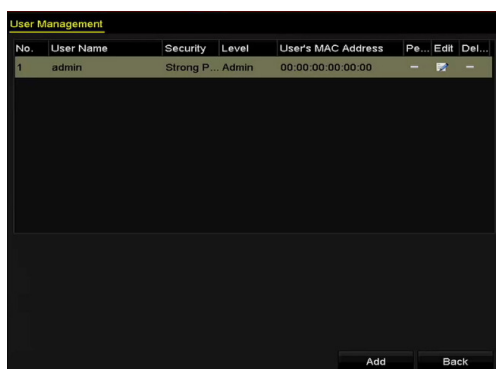 User Management
No. User Name Security Level User's MAC Address Pe... Edit Del...
1 admin Strong P... Admin 00:00:00:00:00:00 – –
Add Back